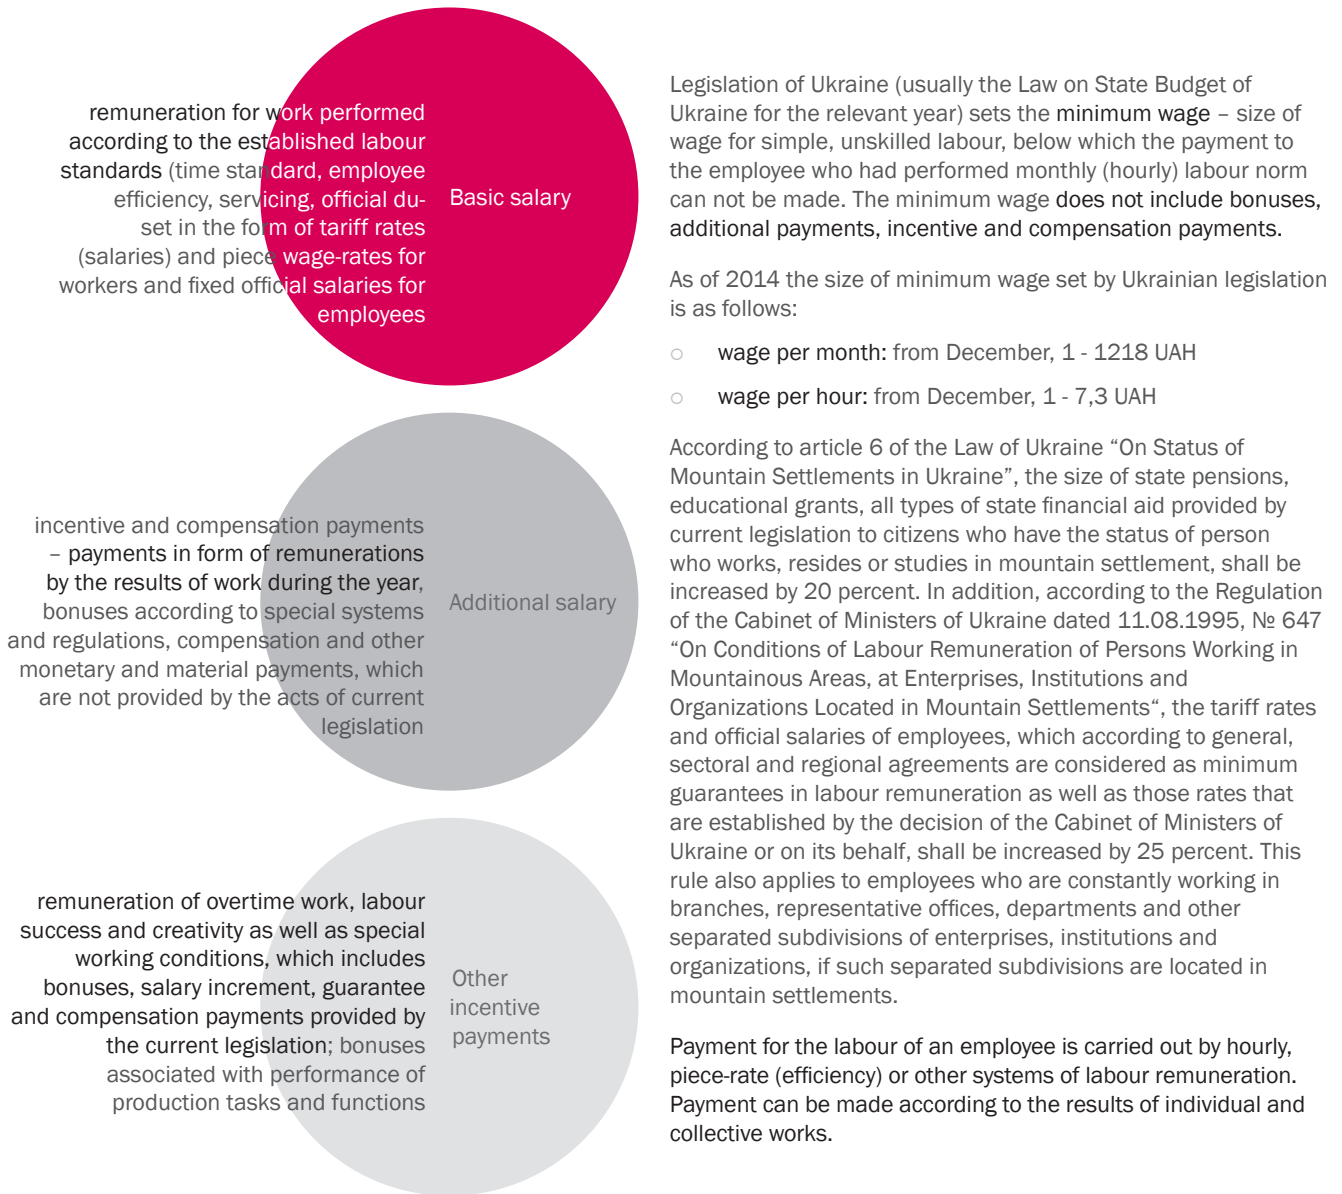 remuneration for work performed
according to the established labour
standards (time standard, employee
efficiency, servicing, official du-
set in the form of tariff rates
(salaries) and piece wage-rates for
workers and fixed official salaries for
employees
Basic salary
incentive and compensation payments
– payments in form of remunerations
by the results of work during the year,
bonuses according to special systems
and regulations, compensation and other
monetary and material payments, which
are not provided by the acts of current
legislation
Additional salary
remuneration of overtime work, labour
success and creativity as well as special
working conditions, which includes
bonuses, salary increment, guarantee
and compensation payments provided by
the current legislation; bonuses
associated with performance of
production tasks and functions
Other
incentive
payments
Legislation of Ukraine (usually the Law on State Budget of
Ukraine for the relevant year) sets the minimum wage – size of
wage for simple, unskilled labour, below which the payment to
the employee who had performed monthly (hourly) labour norm
can not be made. The minimum wage does not include bonuses,
additional payments, incentive and compensation payments.
As of 2014 the size of minimum wage set by Ukrainian legislation
is as follows:
○ wage per month: from December, 1 - 1218 UAH
○ wage per hour: from December, 1 - 7,3 UAH
According to article 6 of the Law of Ukraine “On Status of
Mountain Settlements in Ukraine”, the size of state pensions,
educational grants, all types of state financial aid provided by
current legislation to citizens who have the status of person
who works, resides or studies in mountain settlement, shall be
increased by 20 percent. In addition, according to the Regulation
of the Cabinet of Ministers of Ukraine dated 11.08.1995, № 647
“On Conditions of Labour Remuneration of Persons Working in
Mountainous Areas, at Enterprises, Institutions and
Organizations Located in Mountain Settlements“, the tariff rates
and official salaries of employees, which according to general,
sectoral and regional agreements are considered as minimum
guarantees in labour remuneration as well as those rates that
are established by the decision of the Cabinet of Ministers of
Ukraine or on its behalf, shall be increased by 25 percent. This
rule also applies to employees who are constantly working in
branches, representative offices, departments and other
separated subdivisions of enterprises, institutions and
organizations, if such separated subdivisions are located in
mountain settlements.
Payment for the labour of an employee is carried out by hourly,
piece-rate (efficiency) or other systems of labour remuneration.
Payment can be made according to the results of individual and
collective works.